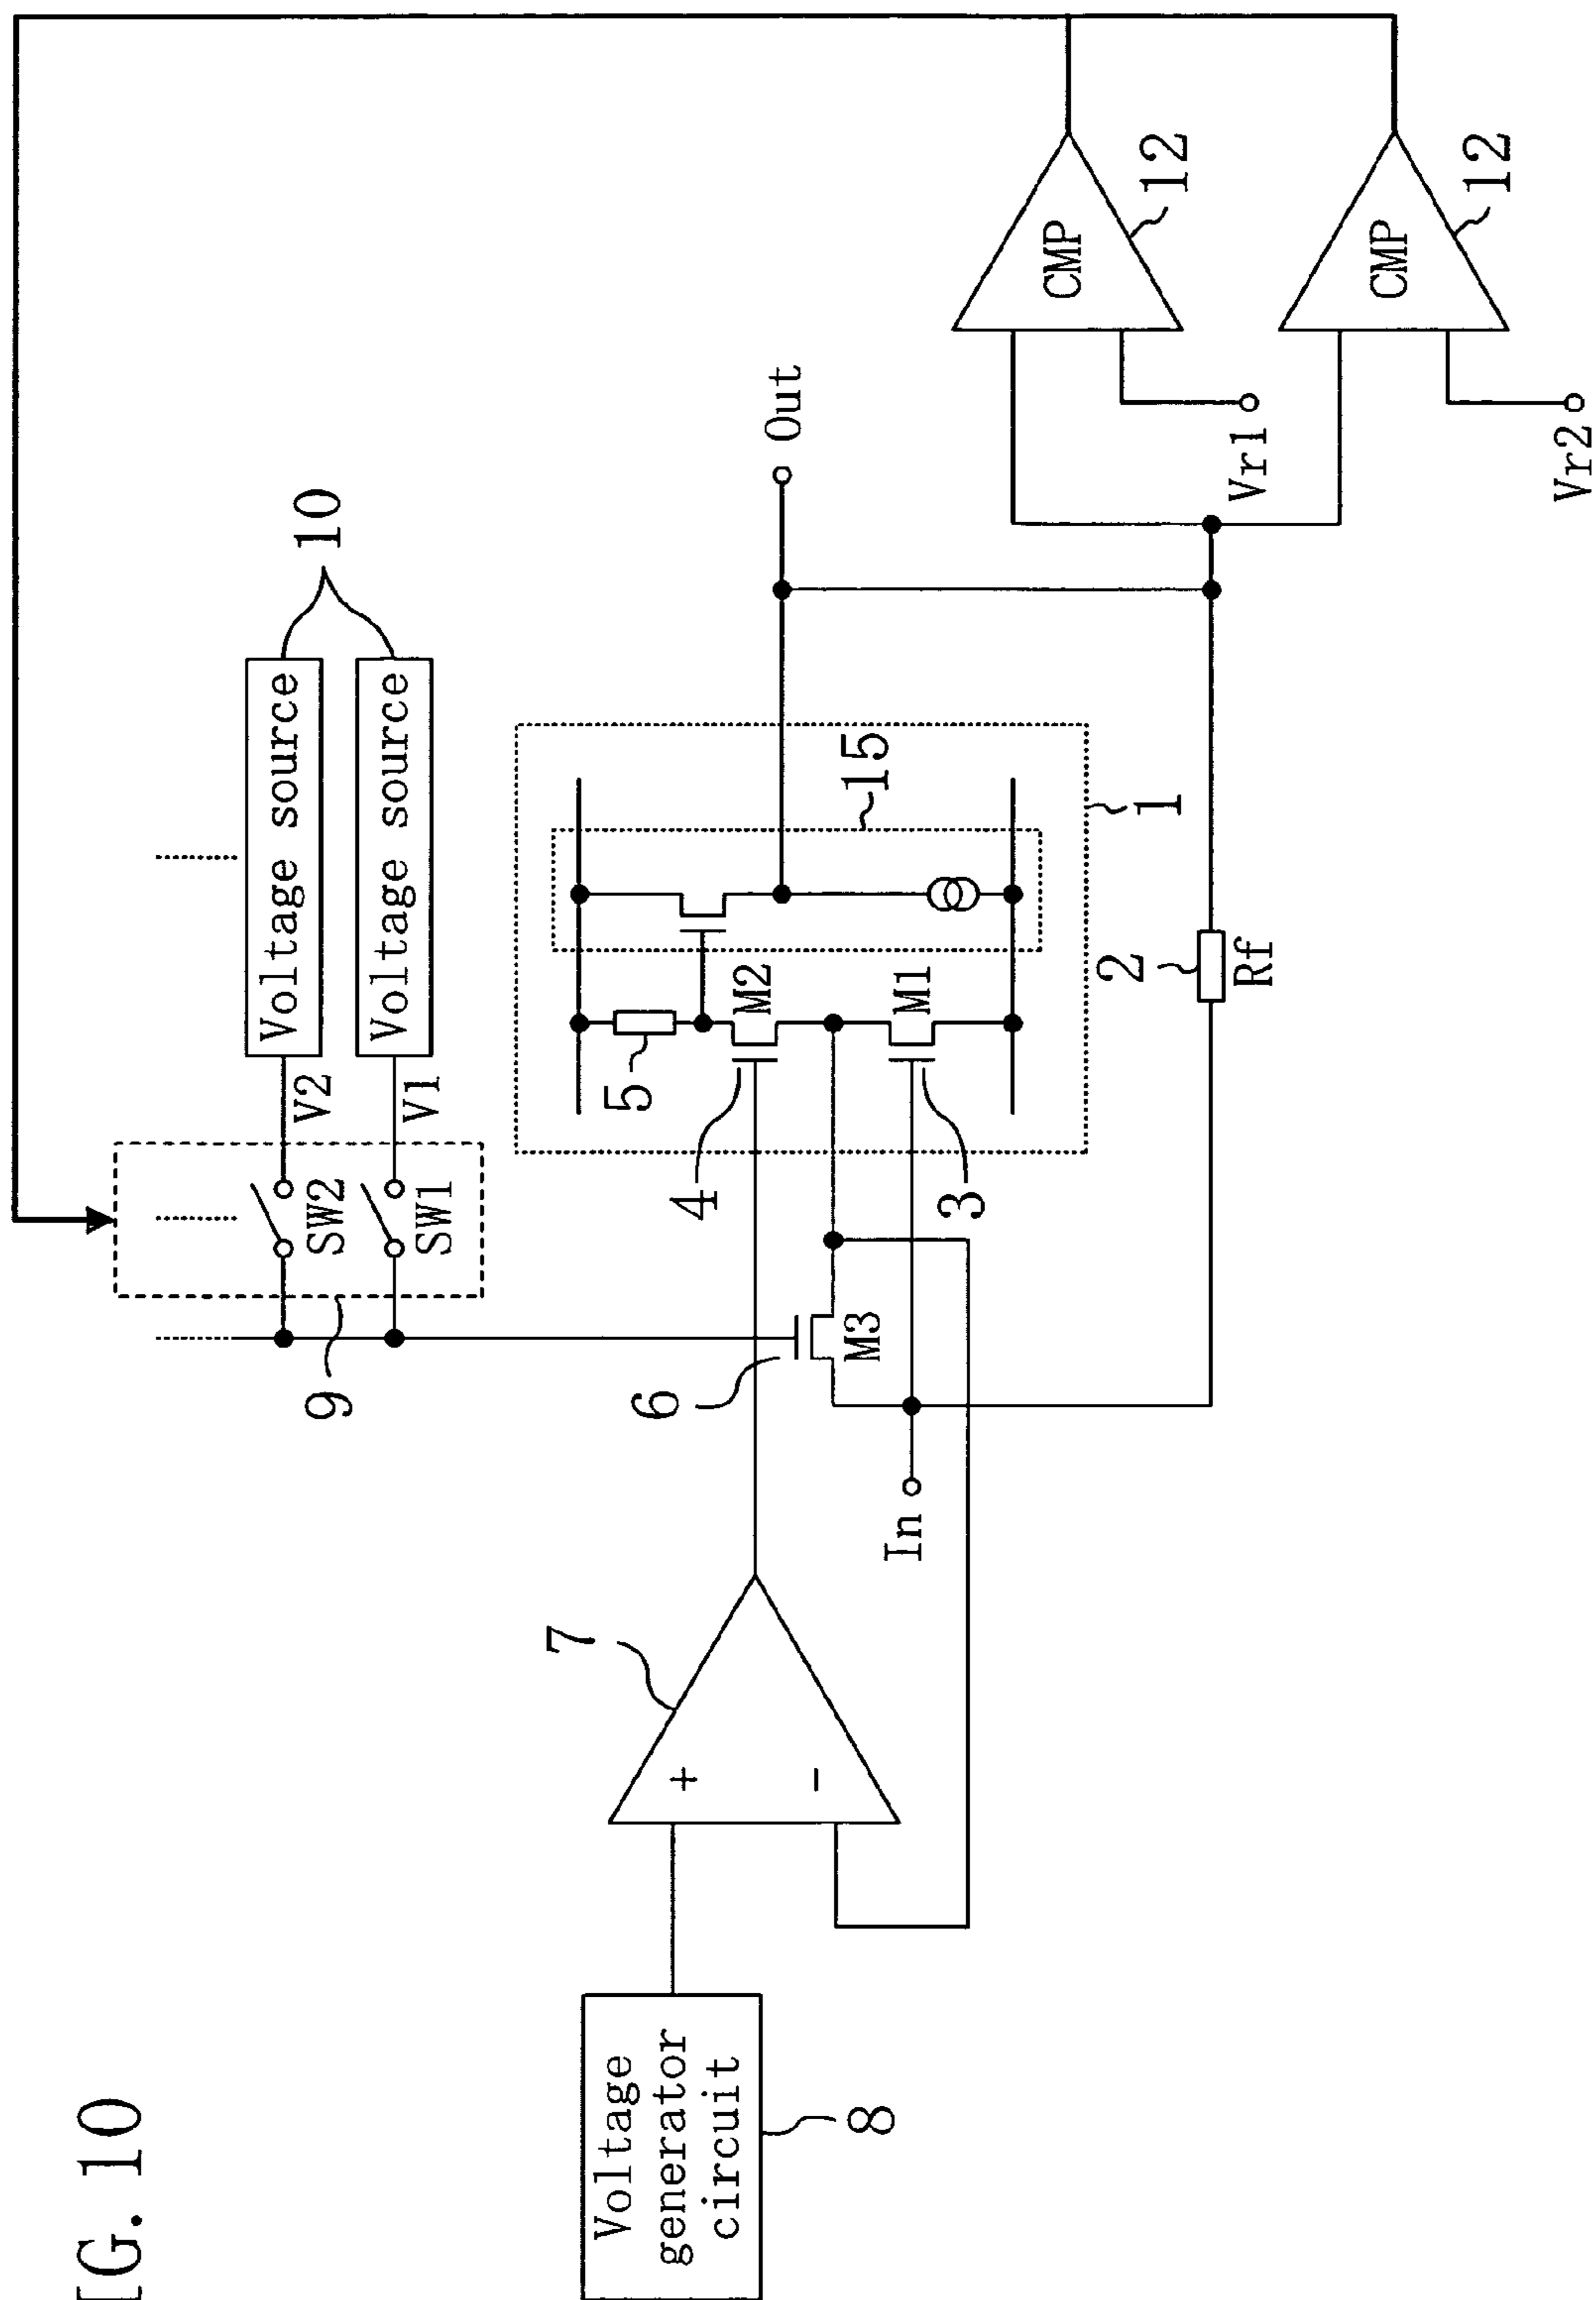 [G. 10
Voltage
generator
circuit
8
7
+
-
In
9
SW2
SW1
V2
V1
Voltage source
Voltage source
10
6
M3
4
3
5
M2
M1
15
1
2
Rf
Out
CMP
12
Vr1
CMP
12
Vr2